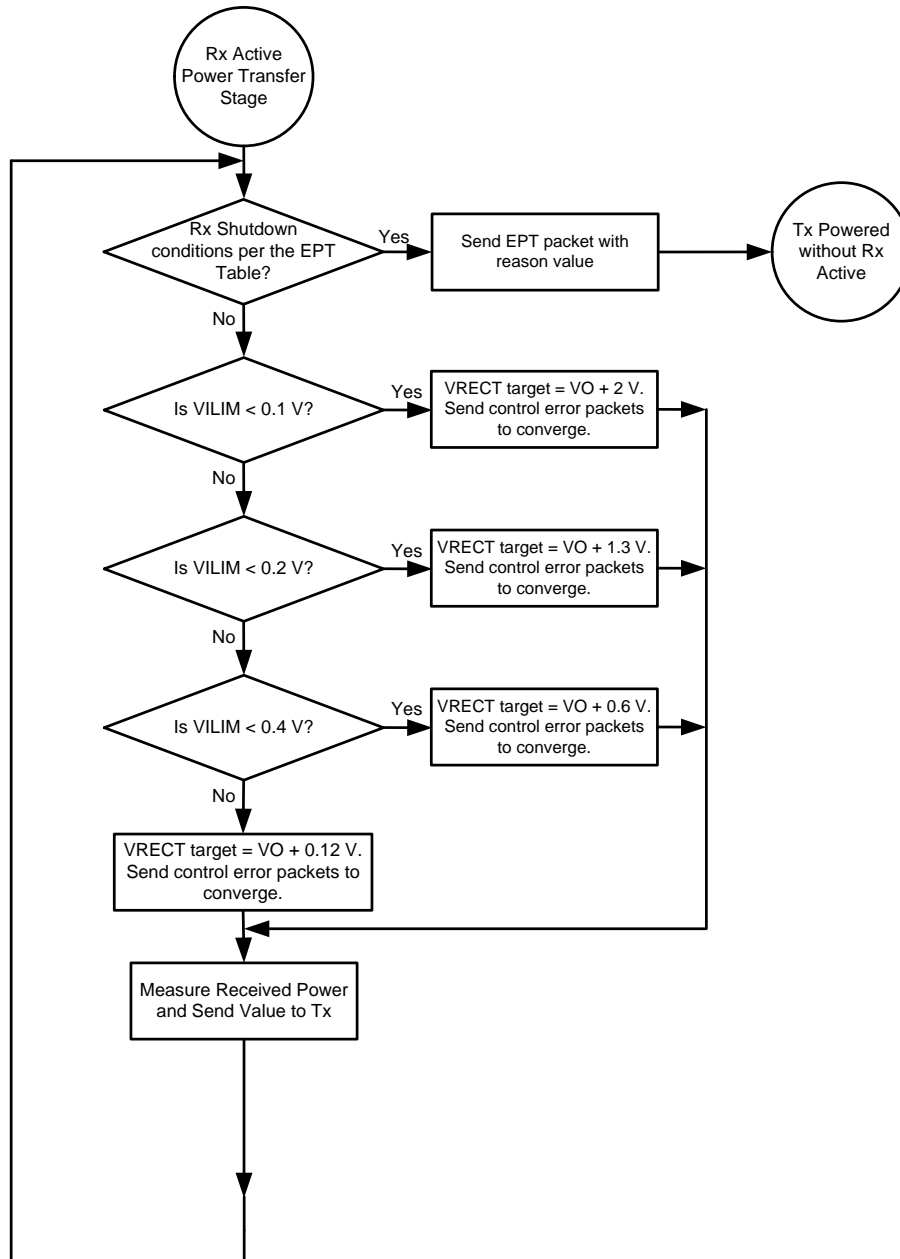 Rx Active
Power Transfer
Stage
Rx Shutdown
conditions per the EPT
Table?
Yes
Send EPT packet with
reason value
Tx Powered
without Rx
Active
No
Is VILIM < 0.1 V?
Yes
VRECT target = VO + 2 V.
Send control error packets
to converge.
No
Is VILIM < 0.2 V?
Yes
VRECT target = VO + 1.3 V.
Send control error packets
to converge.
No
Is VILIM < 0.4 V?
Yes
VRECT target = VO + 0.6 V.
Send control error packets
to converge.
No
VRECT target = VO + 0.12 V.
Send control error packets to
converge.
Measure Received Power
and Send Value to Tx